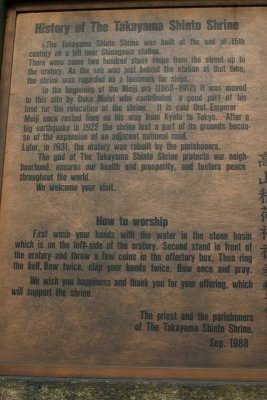 History of The Takayama Shinto Shrine
The Takayama Shinto Shrine was built at the end of 15th
century on a hill near Shinagawa station.
There were some two hundred stone steps from the street up to
the oratory. As the sea was just behind the station at that time,
the shrine was regarded as a landmark for ships.
In the beginning of the Meiji era (1868-1912) it was moved
to this site by Duke Mohri who contributed a good part of his
land for the relocation of the shrine. It is said that Emperor
Meiji once rested here on his way from Kyoto to Tokyo. After a
big earthquake in 1922 the shrine lost a part of its grounds becau-
se of the expansion of an adjacent national road.
Later, in 1931, the oratory was rebuilt by the parishoners.
The god of The Takayama Shinto Shrine protects our neigh-
bourhood, ensures our health and prosperity, and fosters peace
throughout the world.
We welcome your visit.
How to worship
First wash your hands with the water in the stone basin
which is on the left side of the oratory. Second stand in front of
the oratory and throw a few coins in the offertory box. Then ring
the bell, Bow twice, clap your hands twice, Bow once and pray.
We wish you happiness and thank you for your offering, which
will support the shrine.
The priest and the parishoners
of The Takayama Shinto Shrine.
Sep. 1988
高山稲荷神社